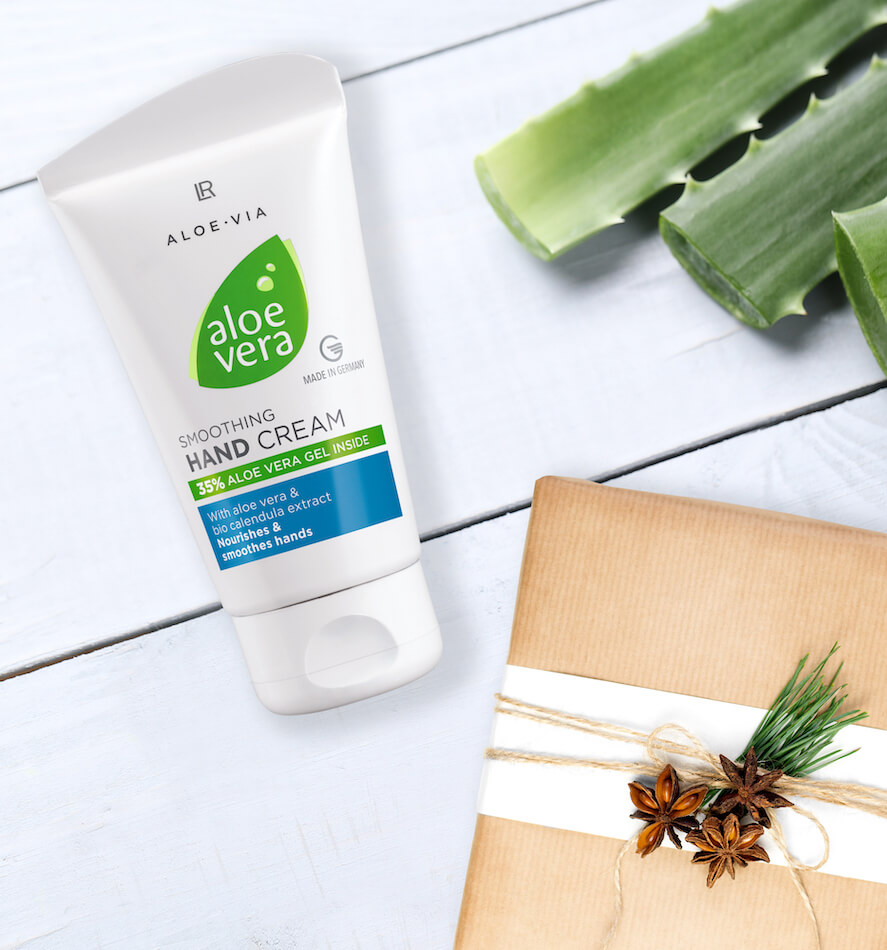 LR
ALOE·VIA
aloe
vera
MADE IN GERMANY
SMOOTHING
HAND CREAM
35% ALOE VERA GEL INSIDE
With aloe vera &
bio calendula extract
Nourishes &
smoothes hands